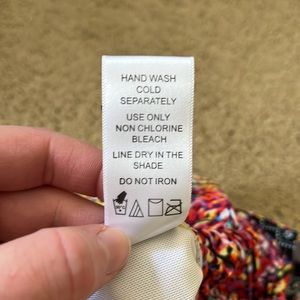 HAND WASH
COLD
SEPARATELY
USE ONLY
NON CHLORINE
BLEACH
LINE DRY IN THE
SHADE
DO NOT IRON